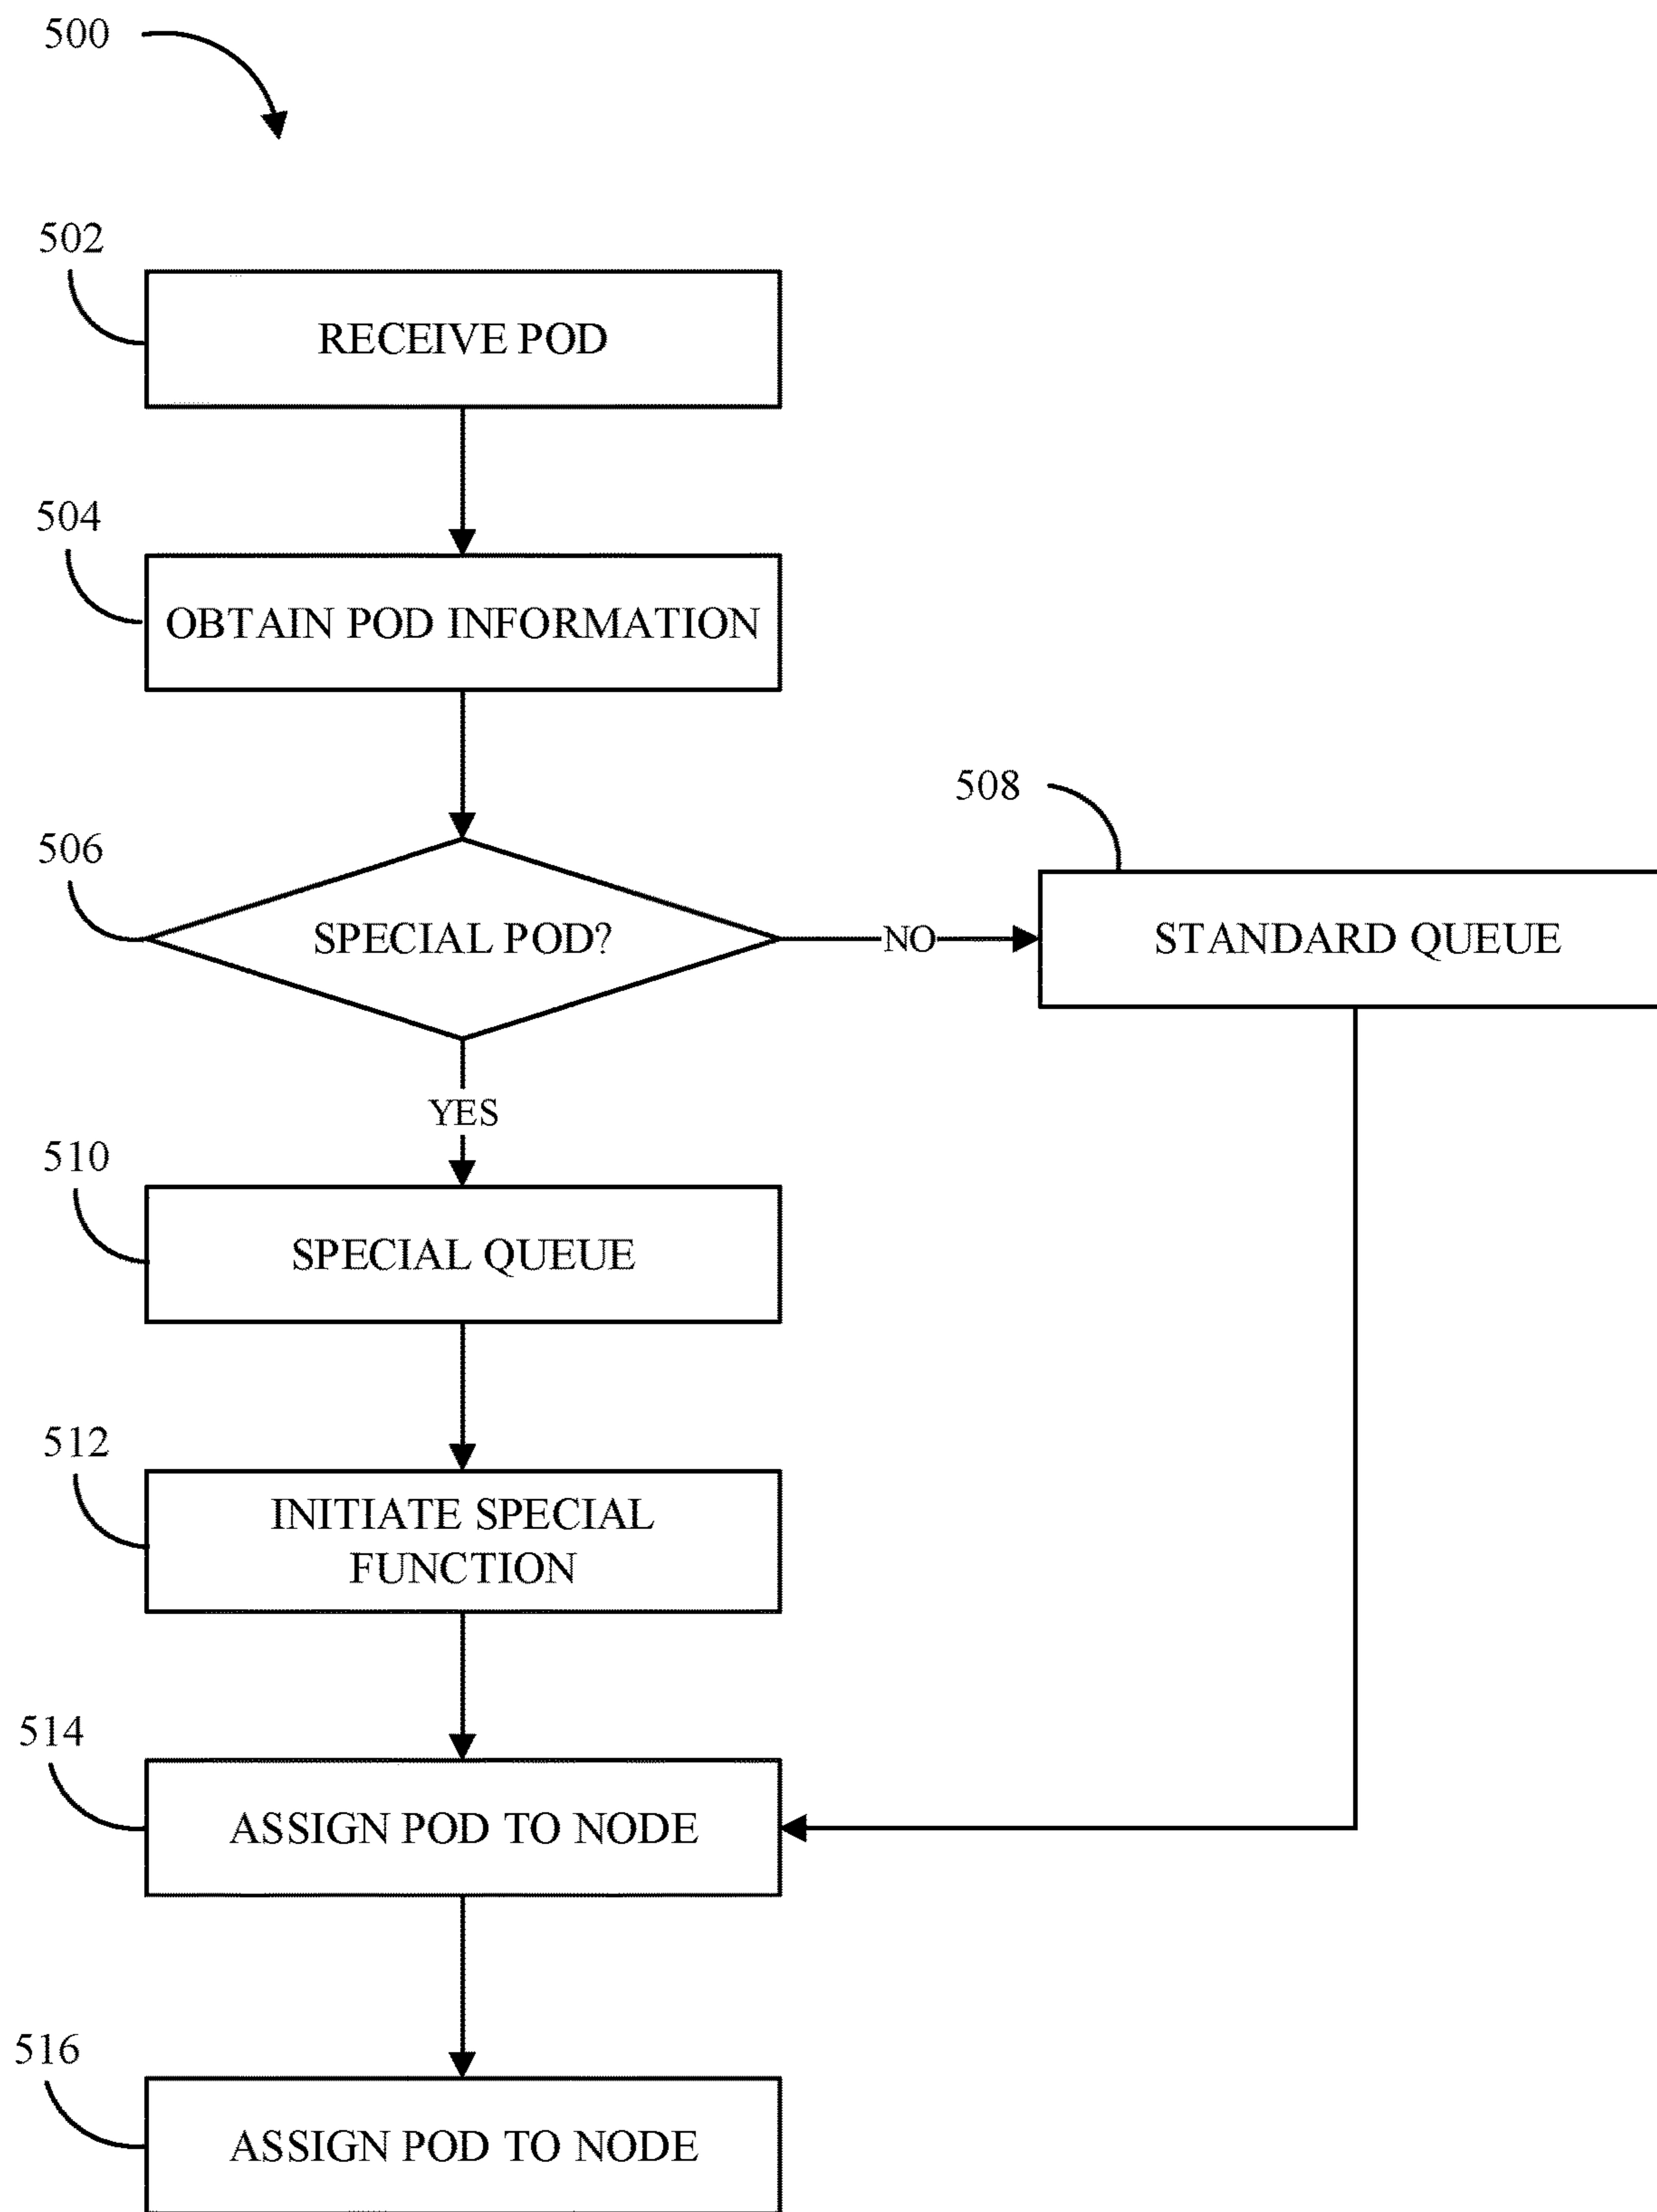 500
502
RECEIVE POD
504
OBTAIN POD INFORMATION
506
SPECIAL POD?
NO
508
STANDARD QUEUE
YES
510
SPECIAL QUEUE
512
INITIATE SPECIAL
FUNCTION
514
ASSIGN POD TO NODE
516
ASSIGN POD TO NODE